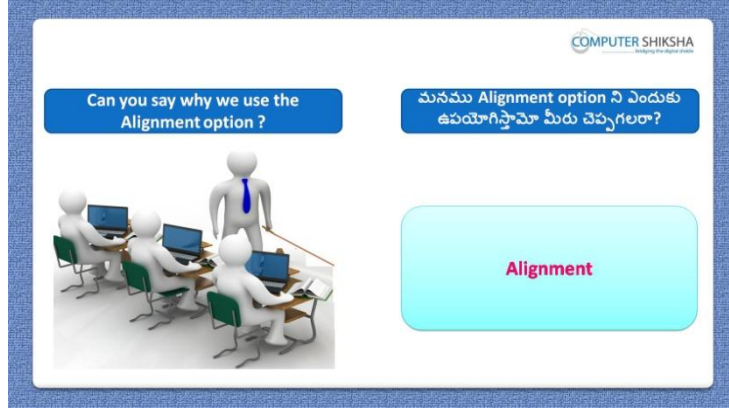 COMPUTER SHIKSHA
bridging the digital divide
Can you say why we use the
Alignment option ?
మనము Alignment option ని ఎందుకు
ఉపయోగిస్తామో మీరు చెప్పగలరా?
Alignment